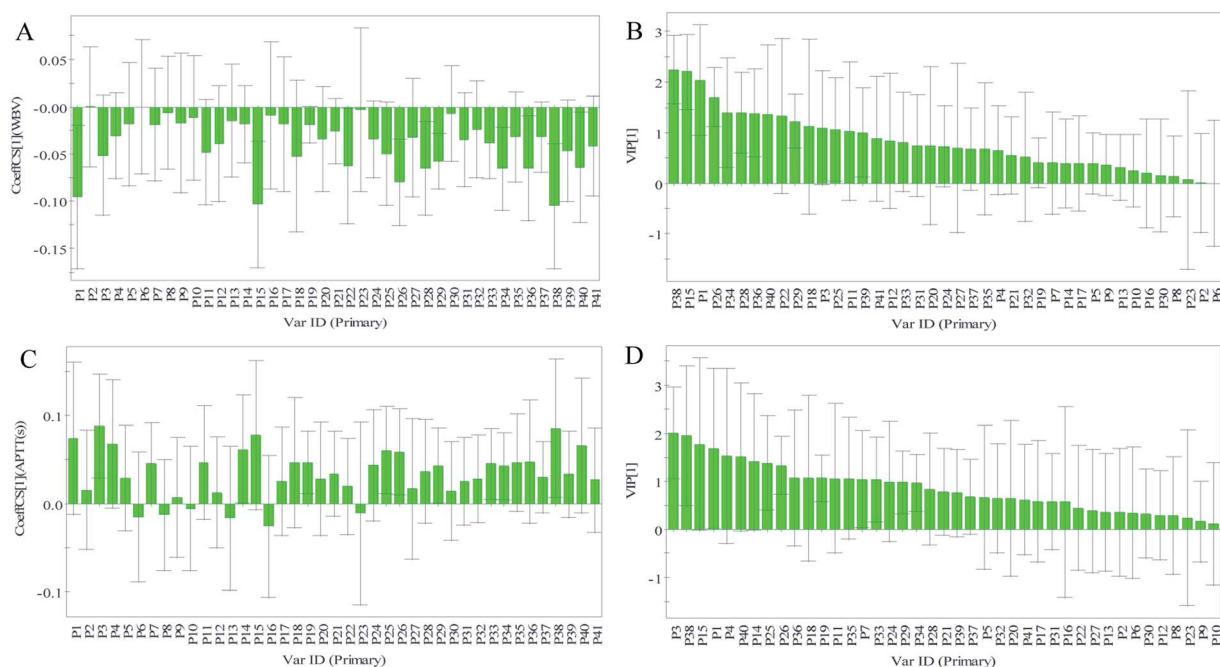 A
CoeffCS[1](WBV)
0.05
-0.00
-0.05
-0.10
-0.15
P1 P2 P3 P4 P5 P6 P7 P8 P9 P10 P11 P12 P13 P14 P15 P16 P17 P18 P19 P20 P21 P22 P23 P24 P25 P26 P27 P28 P29 P30 P31 P32 P33 P34 P35 P36 P37 P38 P39 P40 P41
Var ID (Primary)
B
VIP[1]
3
2
1
0
-1
P38 P15 P1 P26 P34 P28 P36 P40 P22 P29 P18 P3 P25 P11 P39 P41 P12 P33 P31 P20 P24 P27 P37 P35 P4 P21 P32 P19 P7 P14 P17 P5 P9 P13 P10 P16 P30 P8 P23 P2 P6
Var ID (Primary)
C
CoeffCS[1](APT(s))
0.1
0.0
-0.1
P1 P2 P3 P4 P5 P6 P7 P8 P9 P10 P11 P12 P13 P14 P15 P16 P17 P18 P19 P20 P21 P22 P23 P24 P25 P26 P27 P28 P29 P30 P31 P32 P33 P34 P35 P36 P37 P38 P39 P40 P41
Var ID (Primary)
D
VIP[1]
3
2
1
0
-1
P3 P38 P15 P1 P4 P40 P14 P25 P26 P36 P18 P19 P11 P35 P7 P33 P24 P29 P34 P28 P21 P39 P37 P5 P32 P20 P41 P17 P31 P16 P22 P27 P13 P2 P6 P30 P12 P8 P23 P9 P10
Var ID (Primary)